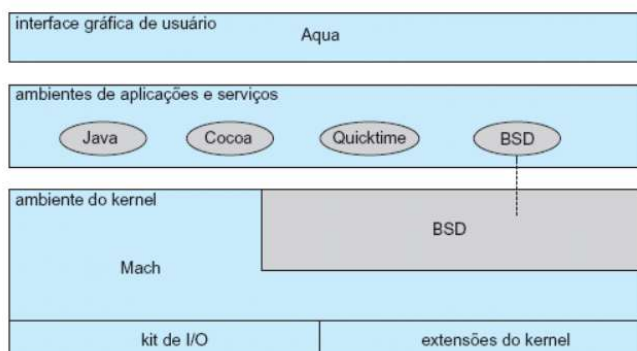 interface gráfica de usuário
Aqua
ambientes de aplicações e serviços
Java Cocoa Quicktime BSD
ambiente do kernel
BSD
Mach
kit de I/O extensões do kernel